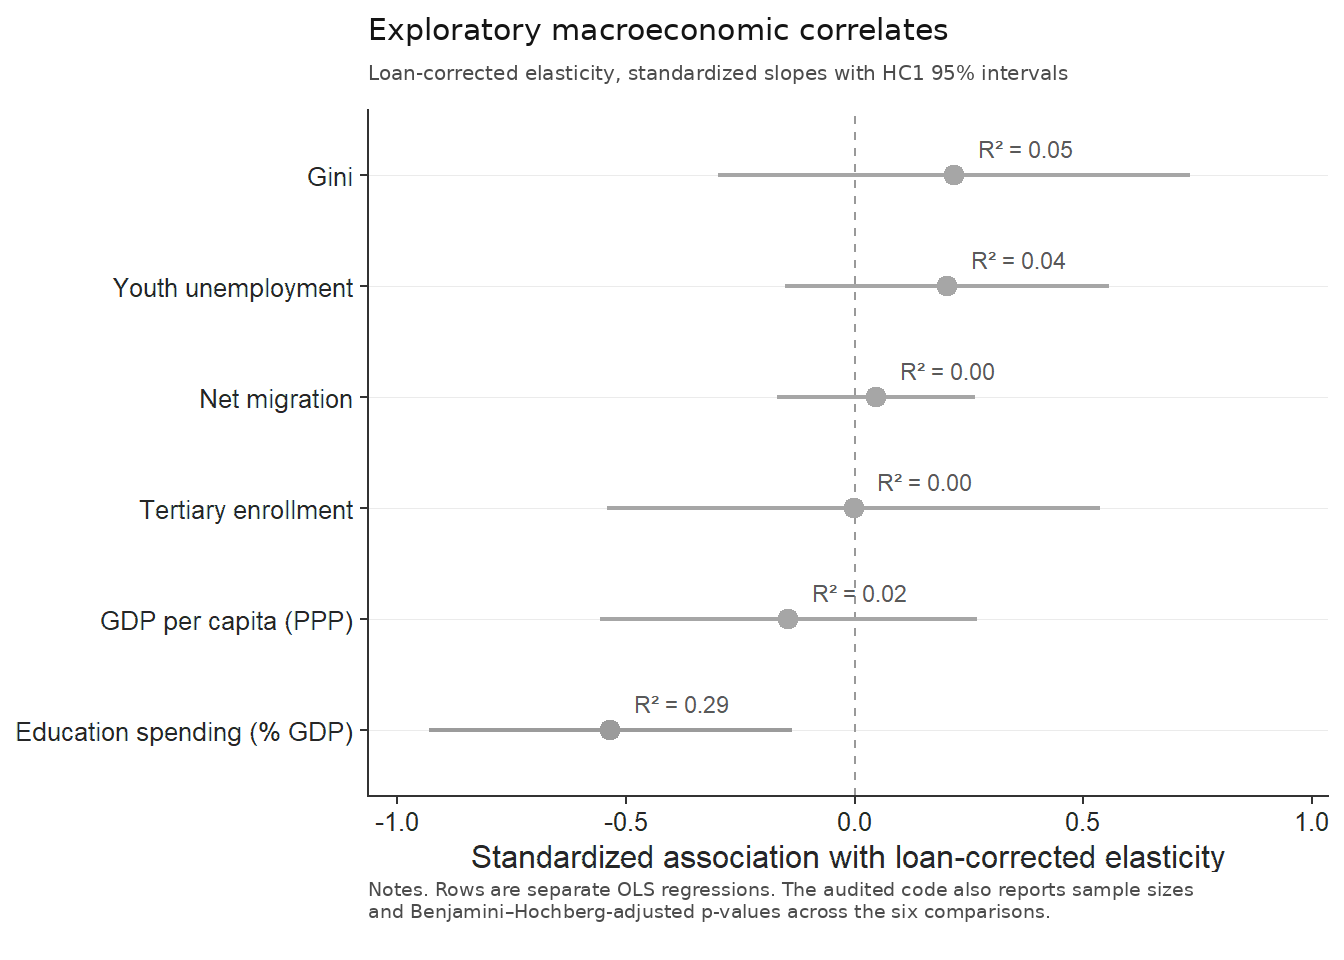 Exploratory macroeconomic correlates
Loan-corrected elasticity, standardized slopes with HC1 95% intervals
R² = 0.05
Gini
R² = 0.04
Youth unemployment
R² = 0.00
Net migration
R² = 0.00
Tertiary enrollment
R² = 0.02
GDP per capita (PPP)
R² = 0.29
Education spending (% GDP)
-1.0 -0.5 0.0 0.5 1.0
Standardized association with loan-corrected elasticity
Notes. Rows are separate OLS regressions. The audited code also reports sample sizes
and Benjamini–Hochberg-adjusted p-values across the six comparisons.